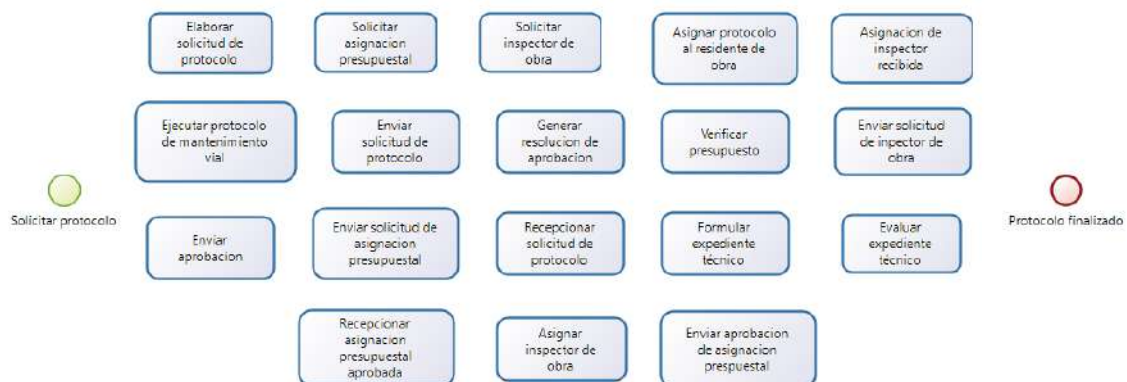 Elaborar
solicitud de
protocolo
Solicitar
asignacion
presupuestal
Solicitar
inspector de
obra
Asignar protocolo
al residente de
obra
Asignacion de
inspector
recibida
Ejecutar protocolo
de mantenimiento
vial
Enviar
solicitud de
protocolo
Generar
resolucion de
aprobacion
Verificar
presupuesto
Enviar solicitud
de inpector de
obra
Solicitar protocolo
Protocolo finalizado
Enviar
aprobacion
Enviar solicitud de
asignacion
presupuestal
Recepcionar
solicitud de
protocolo
Formular
expediente
técnico
Evaluar
expediente
técnico
Recepcionar
asignacion
presupuestal
aprobada
Asignar
inspector de
obra
Enviar aprobacion
de asignacion
prespuestal